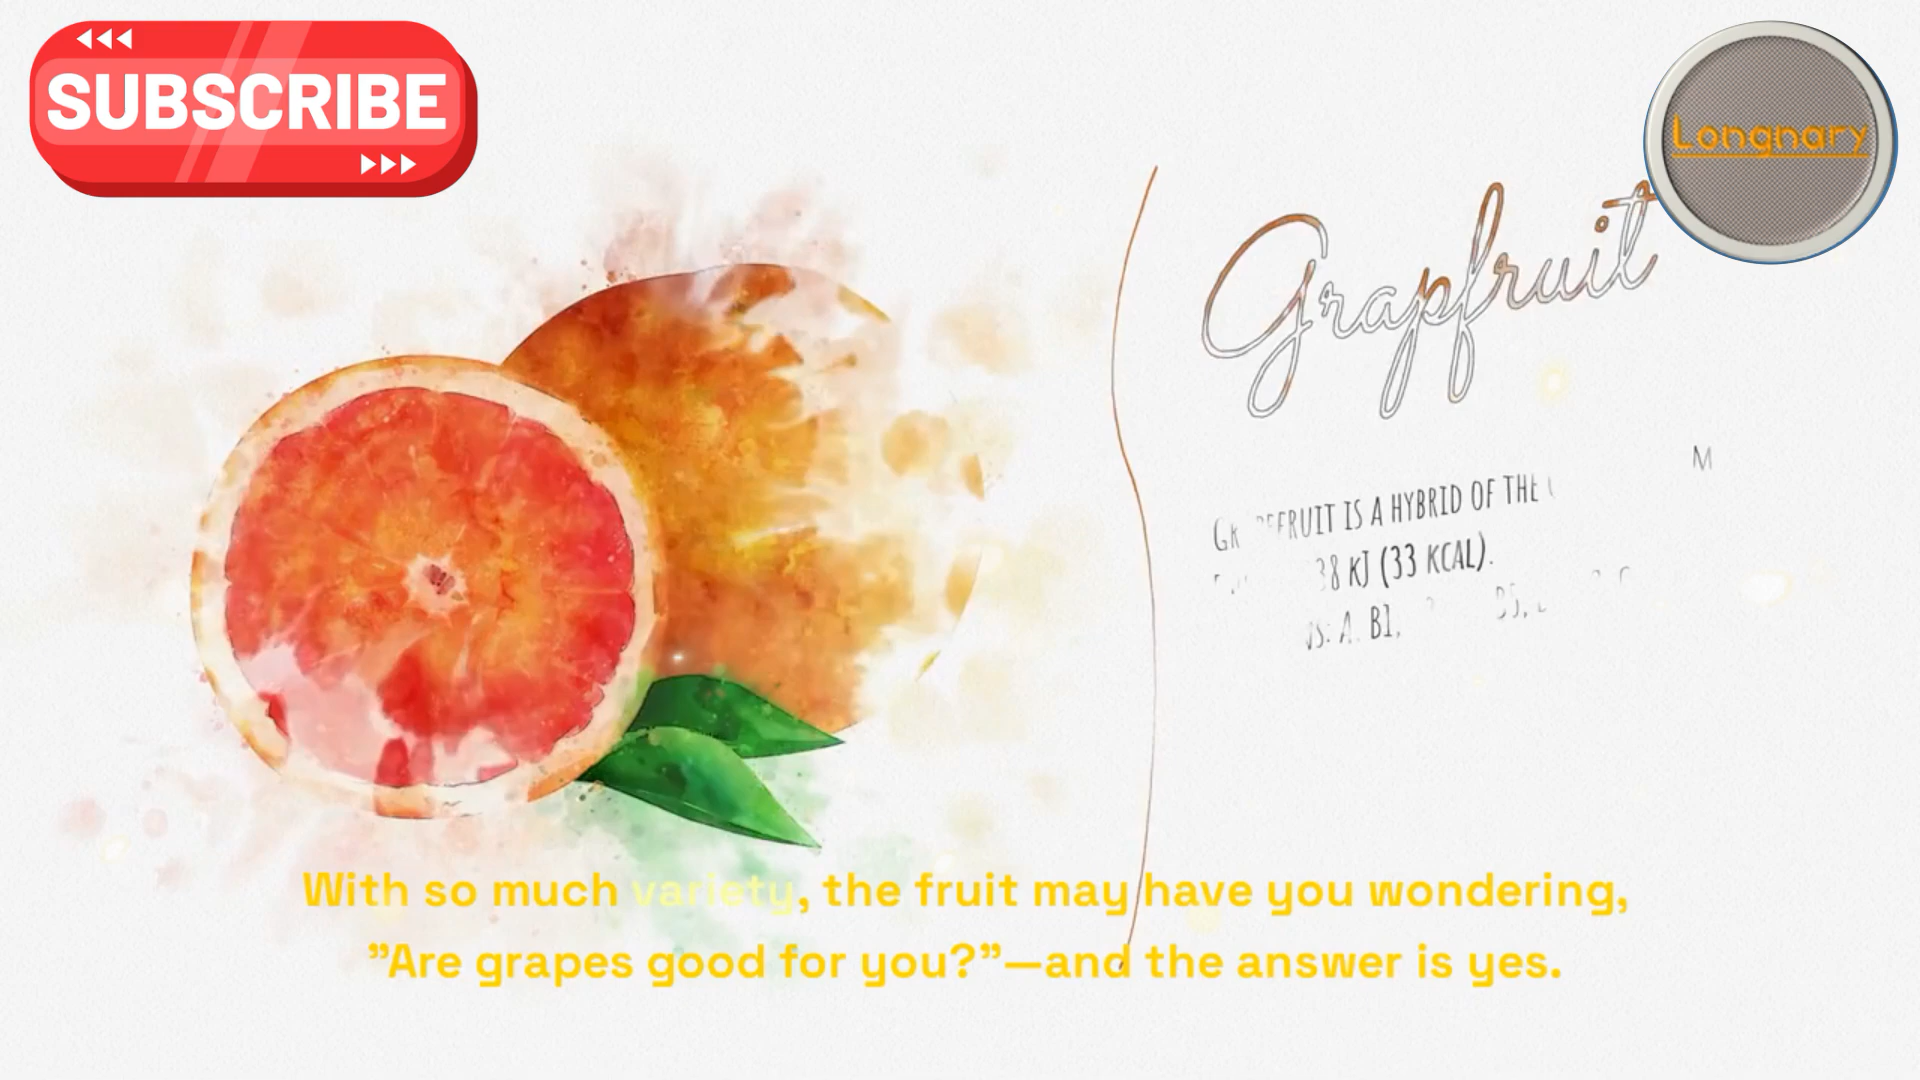 SUBSCRIBE
Longnary
Grapfruit
IS A HYBRID OF THE
38 KJ (33 KCAL).
A, B1,
With so much variety, the fruit may have you wondering,
"Are grapes good for you?"—and the answer is yes.